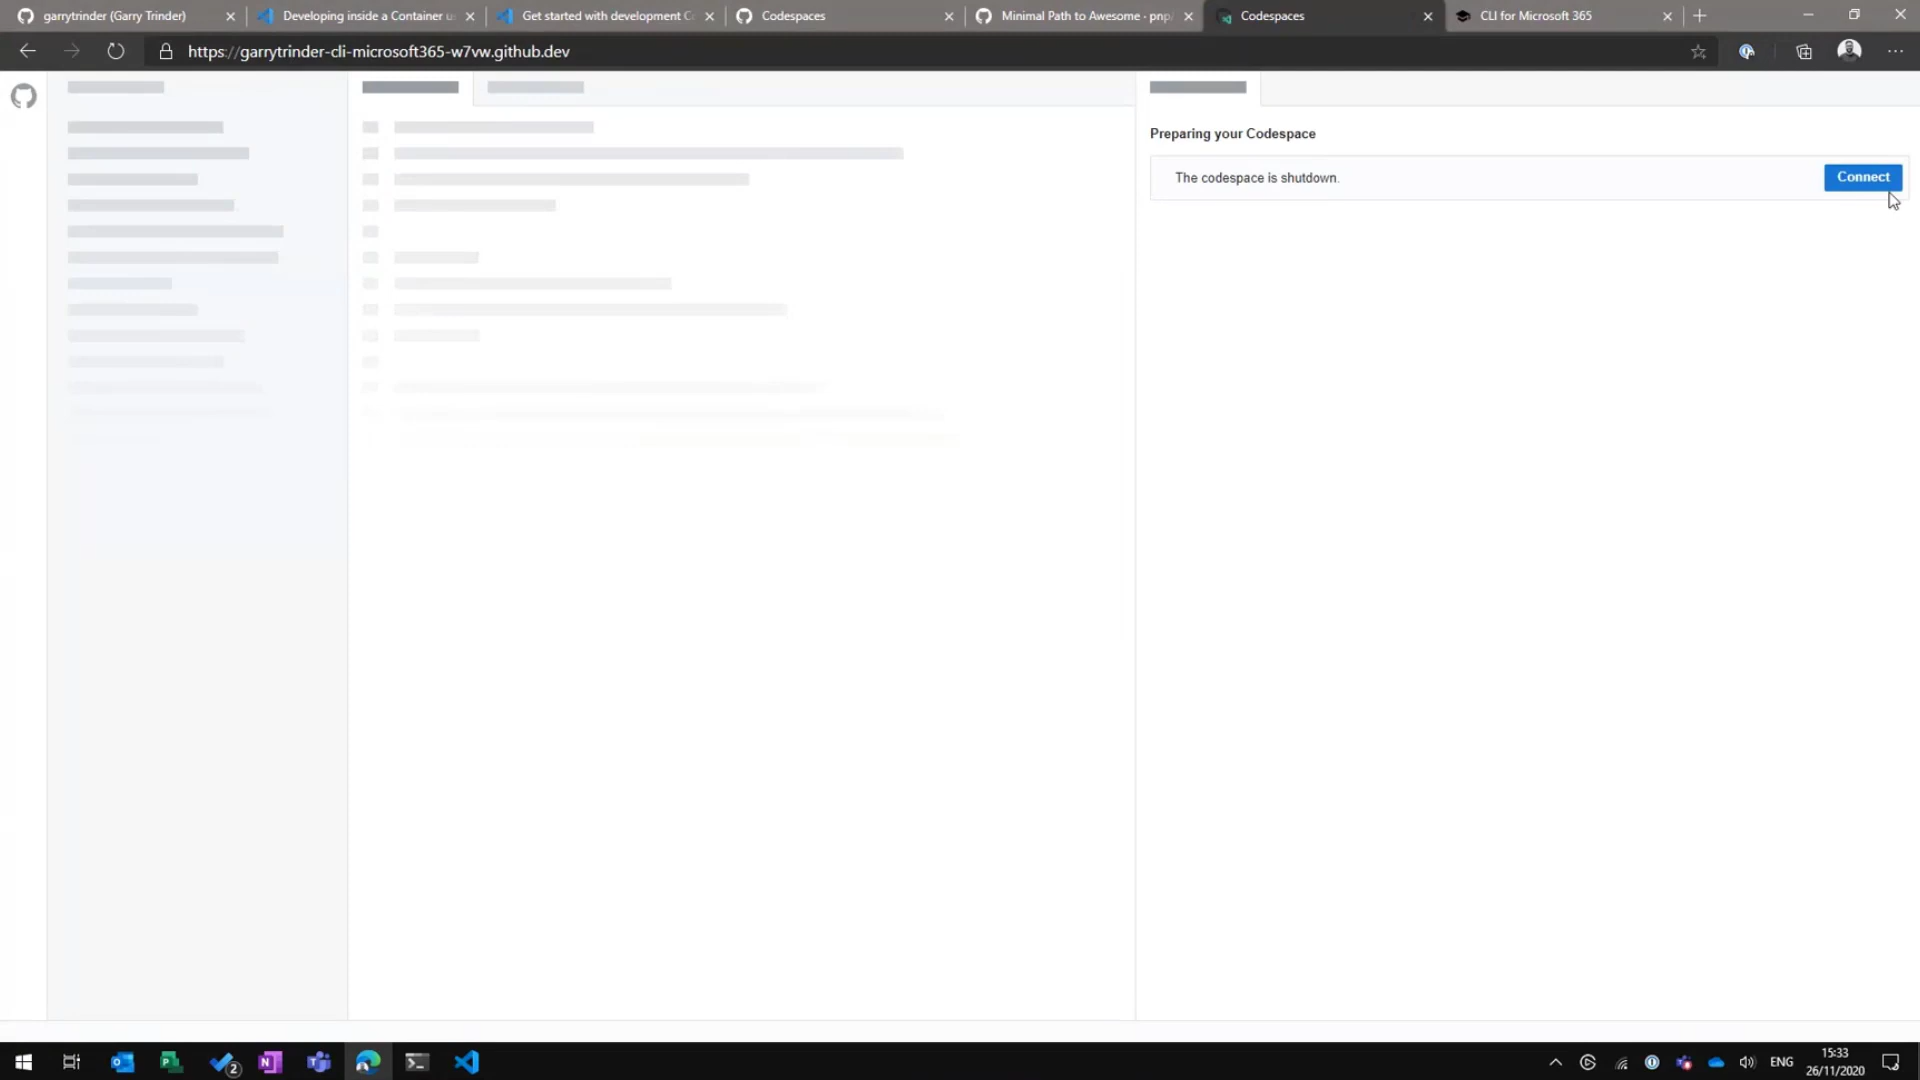 garrytrinder (Garry Trinder)
Developing inside a Container u
Get started with development C
Codespaces
Minimal Path to Awesome · pnp/
Codespaces
CLI for Microsoft 365
https://garrytrinder-cli-microsoft365-w7vw.github.dev
Preparing your Codespace
The codespace is shutdown.
Connect
2
ENG
15:33
26/11/2020